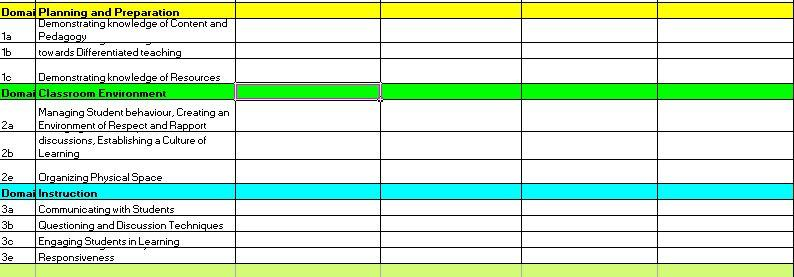 Domai Planning and Preparation
Demonstrating knowledge of Content and
1a Pedagogy
1b towards Differentiated teaching
1c Demonstrating knowledge of Resources
Domai Classroom Environment
Managing Student behaviour, Creating an
2a Environment of Respect and Rapport
discussions, Establishing a Culture of
2b Learning
2e Organizing Physical Space
Domai Instruction
3a Communicating with Students
3b Questioning and Discussion Techniques
3c Engaging Students in Learning
3e Responsiveness